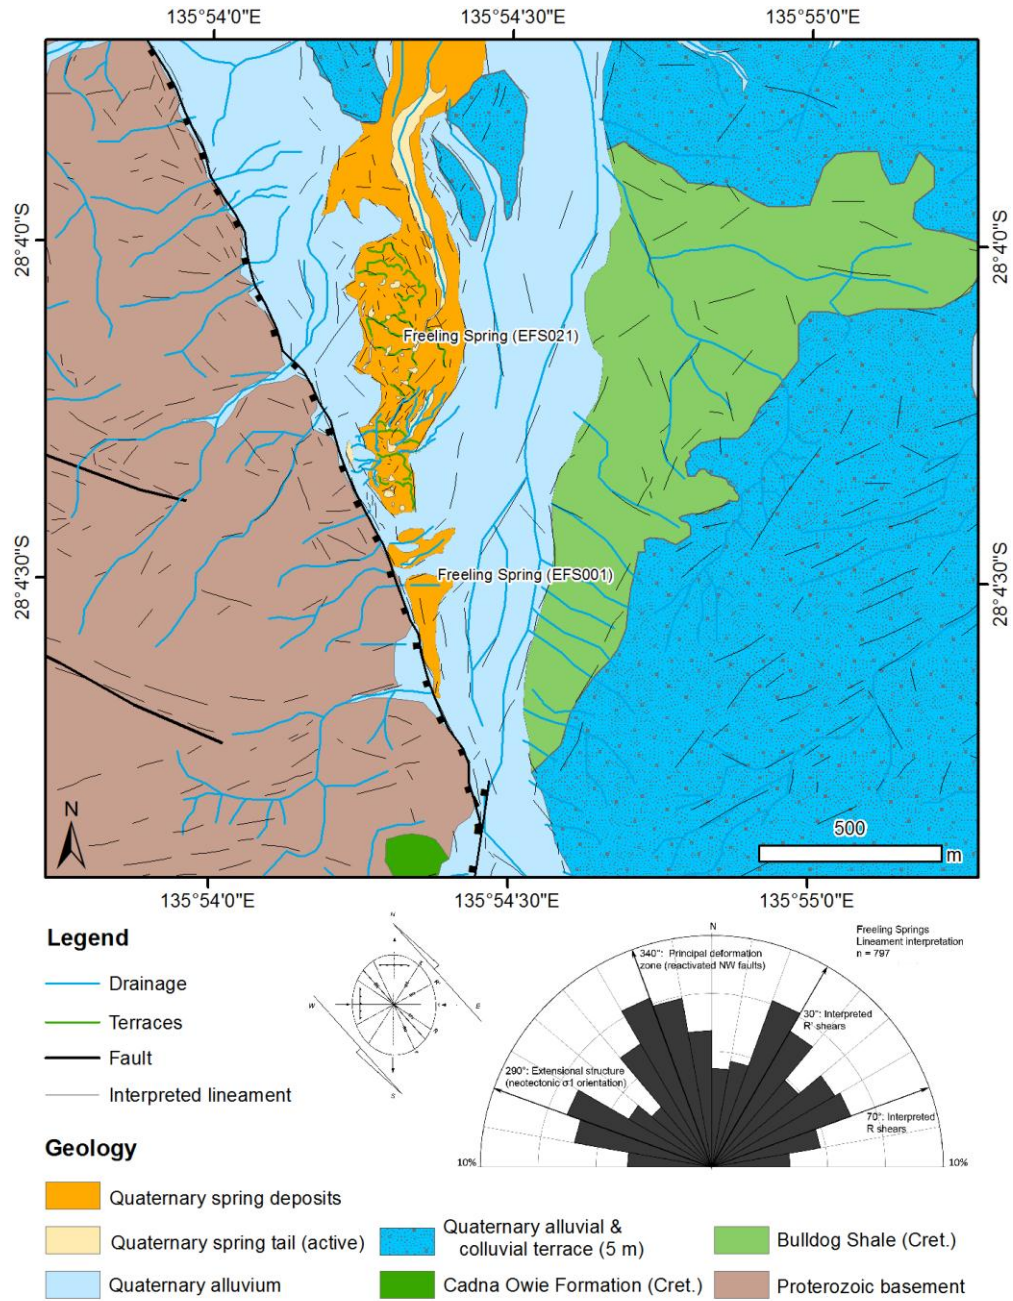 135°54'0"E
135°54'30"E
135°55'0"E
28°4'0"S
28°4'0"S
Freeling Spring (EFS021)
28°4'30"S
Freeling Spring (EFS001)
28°4'30"S
N
500
m
135°54'0"E
135°54'30"E
135°55'0"E
Legend
Drainage
Terraces
Fault
Interpreted lineament
N
W
E
S
N
Freeling Springs
Lineament interpretation
n = 797
340°: Principal deformation
zone (reactivated NW faults)
30°: Interpreted
R' shears
290°: Extensional structure
(neotectonic σ1 orientation)
70°: Interpreted
R shears
10%
10%
Geology
Quaternary spring deposits
Quaternary spring tail (active)
Quaternary alluvium
Quaternary alluvial &
colluvial terrace (5 m)
Cadna Owie Formation (Cret.)
Bulldog Shale (Cret.)
Proterozoic basement